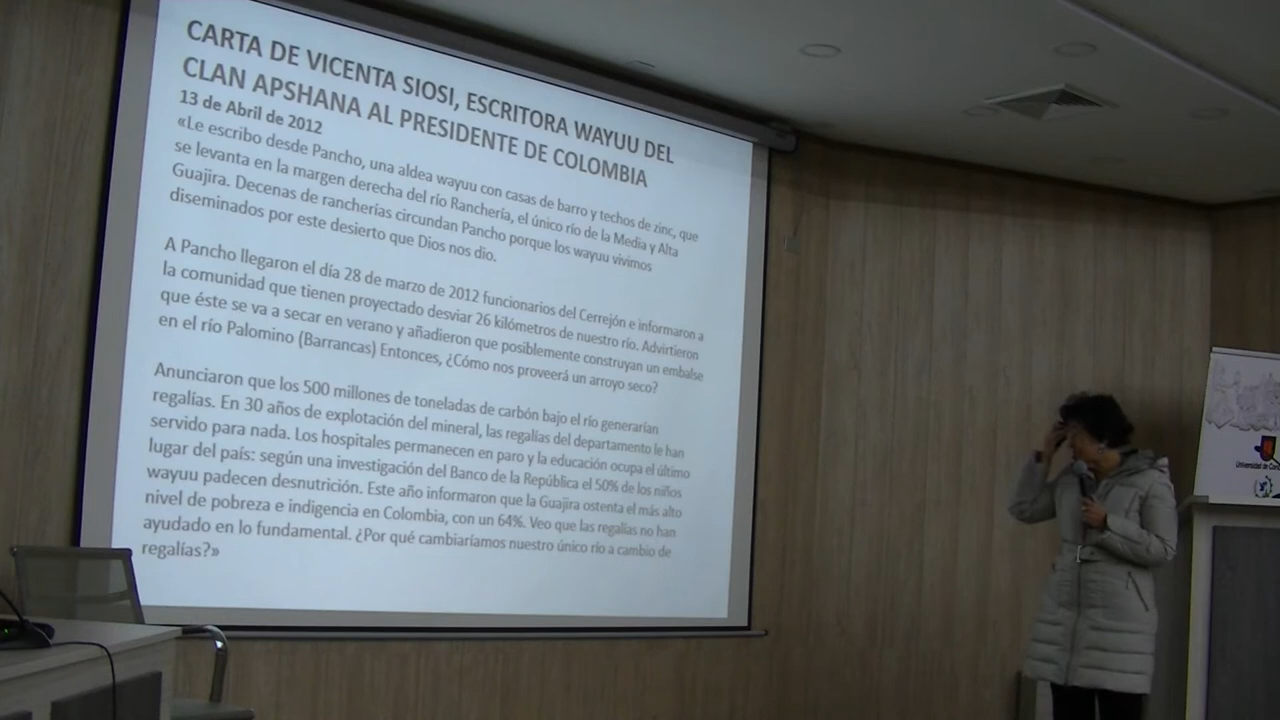 CARTA DE VICENTA SIOSI, ESCRITORA WAYUU DEL
CLAN APSHANA AL PRESIDENTE DE COLOMBIA
13 de Abril de 2012
«Le escribo desde Pancho, una aldea wayuu con casas de barro y techos de zinc, que
se levanta en la margen derecha del río Ranchería, el único río de la Media y Alta
Guajira. Decenas de rancherías circundan Pancho porque los wayuu vivimos
diseminados por este desierto que Dios nos dio.
A Pancho llegaron el día 28 de marzo de 2012 funcionarios del Cerrejón e informaron a
la comunidad que tienen proyectado desviar 26 kilómetros de nuestro río. Advirtieron
que éste se va a secar en verano y añadieron que posiblemente construyan un embalse
en el río Palomino (Barrancas) Entonces, ¿Cómo nos proveerá un arroyo seco?
Anunciaron que los 500 millones de toneladas de carbón bajo el río generarían
regalías. En 30 años de explotación del mineral, las regalías del departamento le han
servido para nada. Los hospitales permanecen en paro y la educación ocupa el último
lugar del país: según una investigación del Banco de la República el 50% de los niños
wayuu padecen desnutrición. Este año informaron que la Guajira ostenta el más alto
nivel de pobreza e indigencia en Colombia, con un 64%. Veo que las regalías no han
ayudado en lo fundamental. ¿Por qué cambiaríamos nuestro único río a cambio de
regalías?»
Universidad de